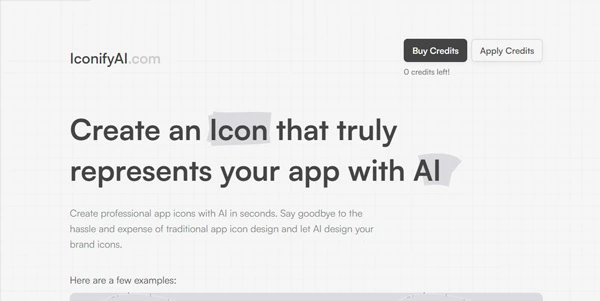 IconifyAI.com
Buy Credits
Apply Credits
0 credits left!
Create an Icon that truly
represents your app with AI
Create professional app icons with AI in seconds. Say goodbye to the
hassle and expense of traditional app icon design and let AI design your
brand icons.
Here are a few examples: